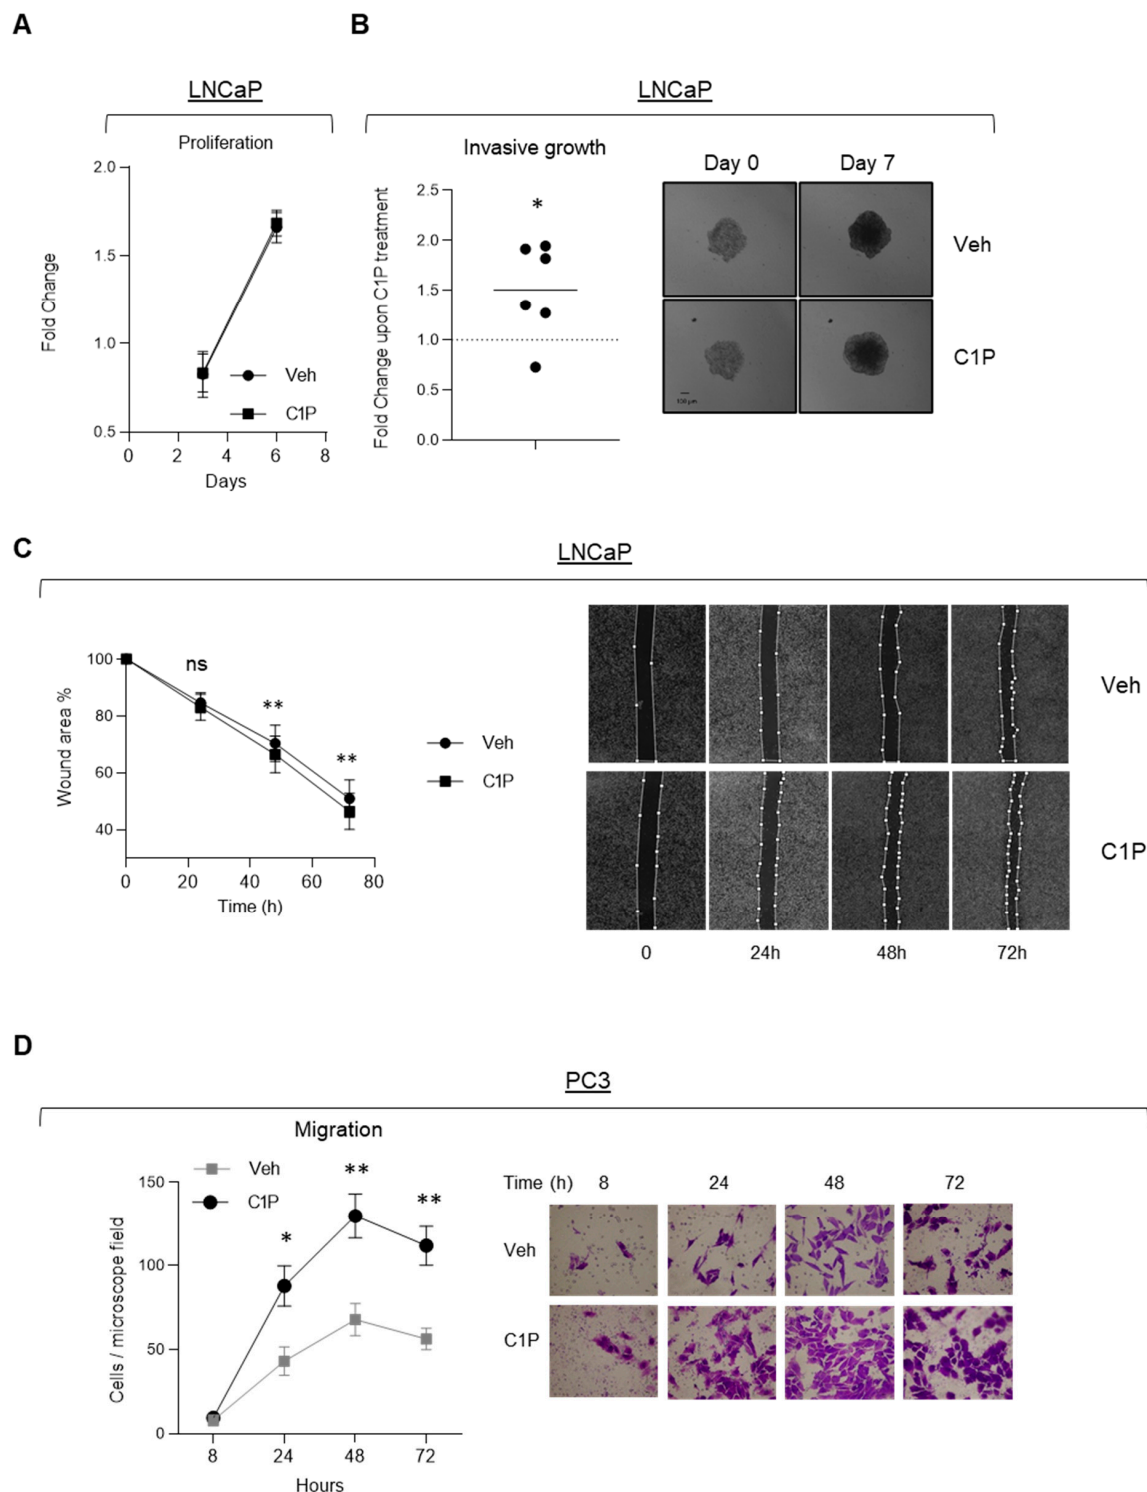 A
B
LNCaP
LNCaP
Proliferation
Invasive growth
Fold Change
2.0
1.5
1.0
0.5
0 2 4 6 8
Days
Veh
C1P
Fold Change upon C1P treatment
2.5
2.0
1.5
1.0
0.5
0.0
*
Day 0 Day 7
Veh
C1P
100 µm
C
LNCaP
Wound area %
100
80
60
40
ns
**
**
0 20 40 60 80
Time (h)
Veh
C1P
Veh
C1P
0 24h 48h 72h
D
PC3
Migration
Veh
C1P
Cells / microscope field
150
100
50
0
*
**
**
8 24 48 72
Hours
Time (h) 8 24 48 72
Veh
C1P